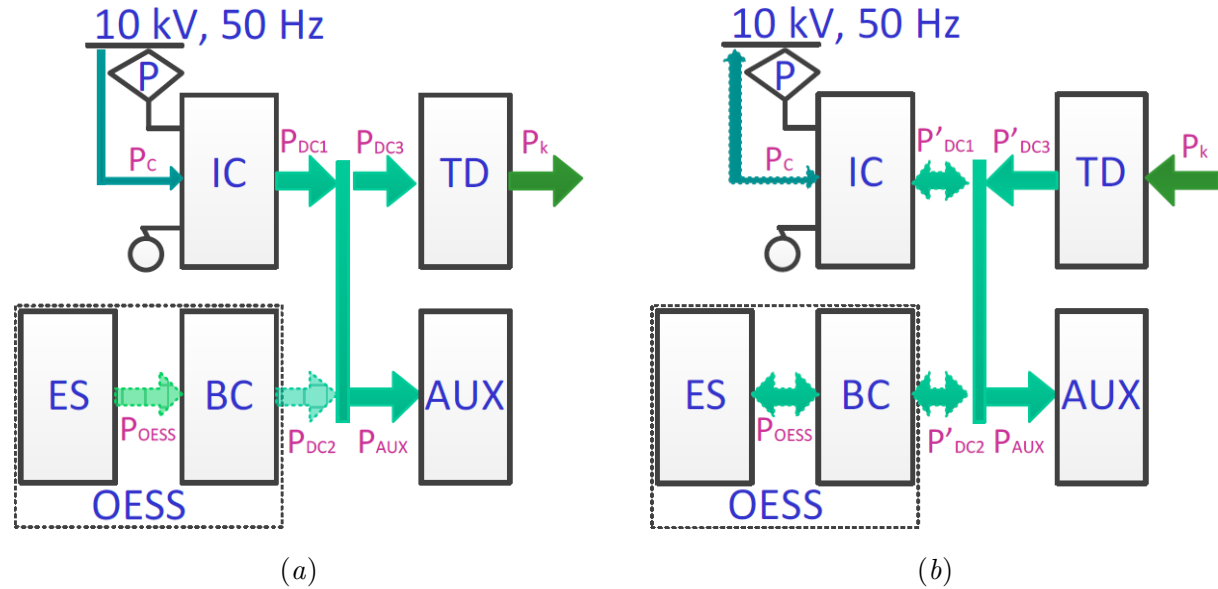 10 kV, 50 Hz
P
P_C
IC
P_DC1
P_DC3
TD
P_k
ES
P_OESS
BC
P_DC2
P_AUX
AUX
OESS
(a)
10 kV, 50 Hz
P
P_C
IC
P'_DC1
P'_DC3
TD
P_k
ES
P_OESS
BC
P'_DC2
P_AUX
AUX
OESS
(b)